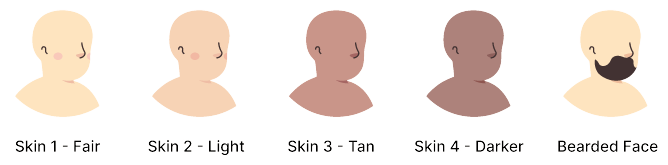 Skin 1 - Fair
Skin 2 - Light
Skin 3 - Tan
Skin 4 - Darker
Bearded Face